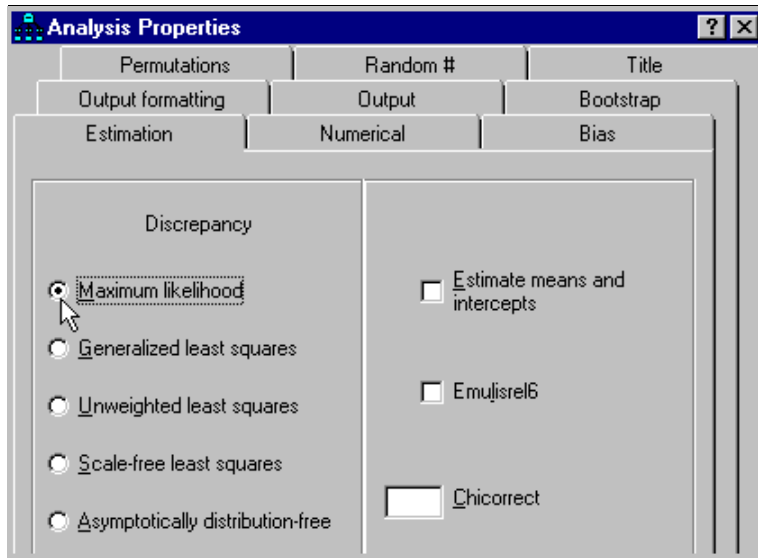 Analysis Properties
Permutations
Random #
Title
Output formatting
Output
Bootstrap
Estimation
Numerical
Bias
Discrepancy
Maximum likelihood
Generalized least squares
Unweighted least squares
Scale-free least squares
Asymptotically distribution-free
Estimate means and
intercepts
Emulisrel6
Chicorrect